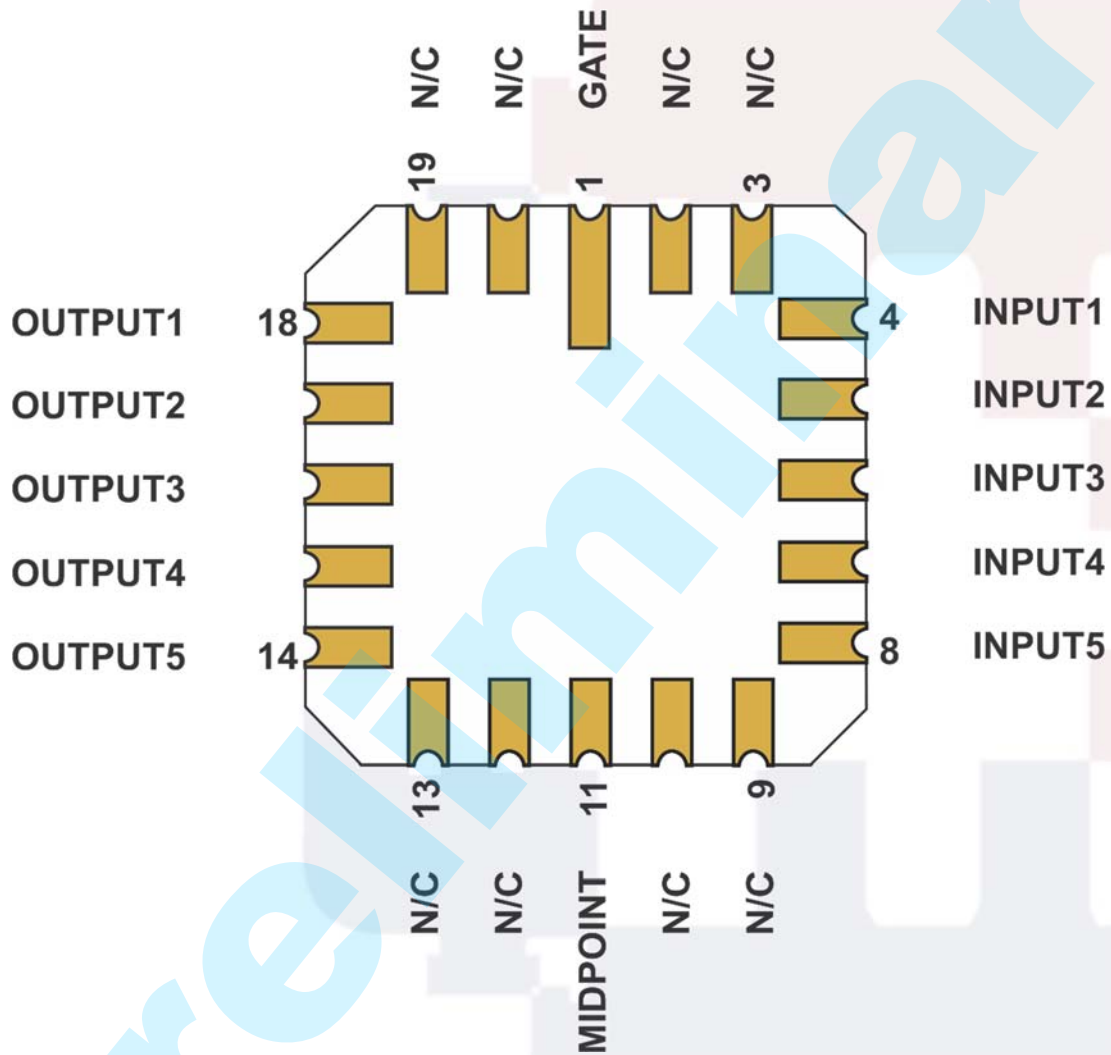 N/C
N/C
GATE
N/C
N/C
19
1
3
OUTPUT1
18
4
INPUT1
OUTPUT2
INPUT2
OUTPUT3
INPUT3
OUTPUT4
INPUT4
OUTPUT5
14
8
INPUT5
13
11
9
N/C
N/C
MIDPOINT
N/C
N/C
reliminar